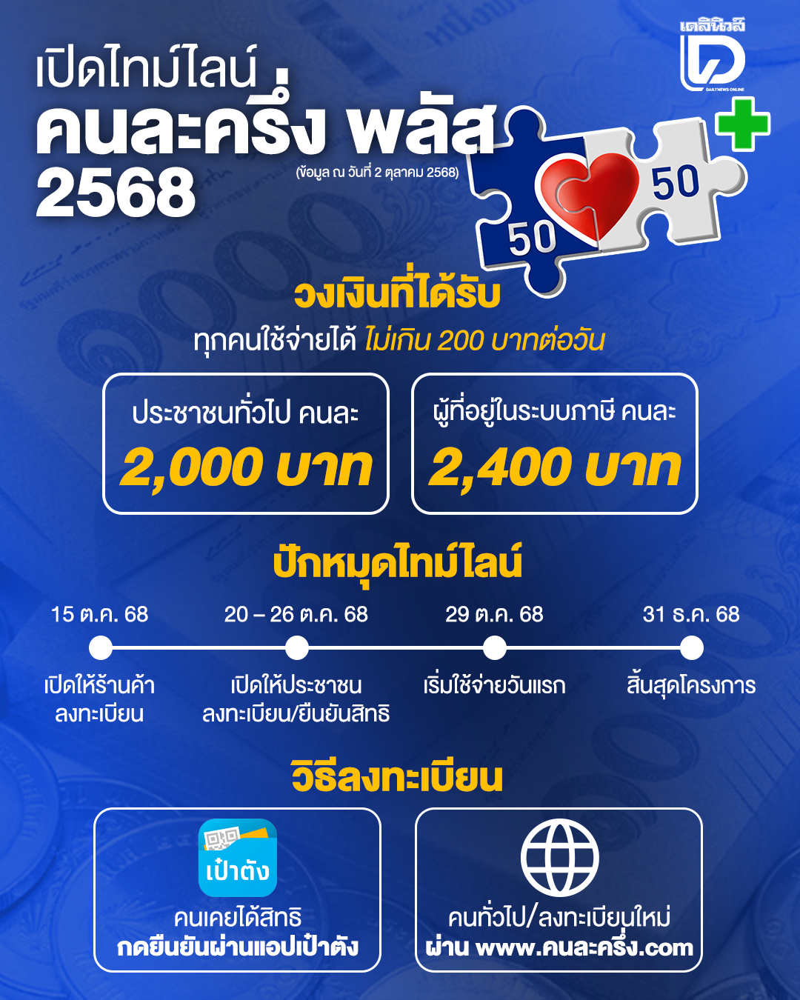 เดลินิวส์
DAILYNEWS ONLINE
เปิดไทม์ไลน์
คนละครึ่ง พลัส
2568
(ข้อมูล ณ วันที่ 2 ตุลาคม 2568)
50
50
วงเงินที่ได้รับ
ทุกคนใช้จ่ายได้ ไม่เกิน 200 บาทต่อวัน
ประชาชนทั่วไป คนละ
2,000 บาท
ผู้ที่อยู่ในระบบภาษี คนละ
2,400 บาท
ปักหมุดไทม์ไลน์
15 ต.ค. 68
เปิดให้ร้านค้า
ลงทะเบียน
20 – 26 ต.ค. 68
เปิดให้ประชาชน
ลงทะเบียน/ยืนยันสิทธิ
29 ต.ค. 68
เริ่มใช้จ่ายวันแรก
31 ธ.ค. 68
สิ้นสุดโครงการ
วิธีลงทะเบียน
เป๋าตัง
คนเคยได้สิทธิ
กดยืนยันผ่านแอปเป๋าตัง
คนทั่วไป/ลงทะเบียนใหม่
ผ่าน www.คนละครึ่ง.com